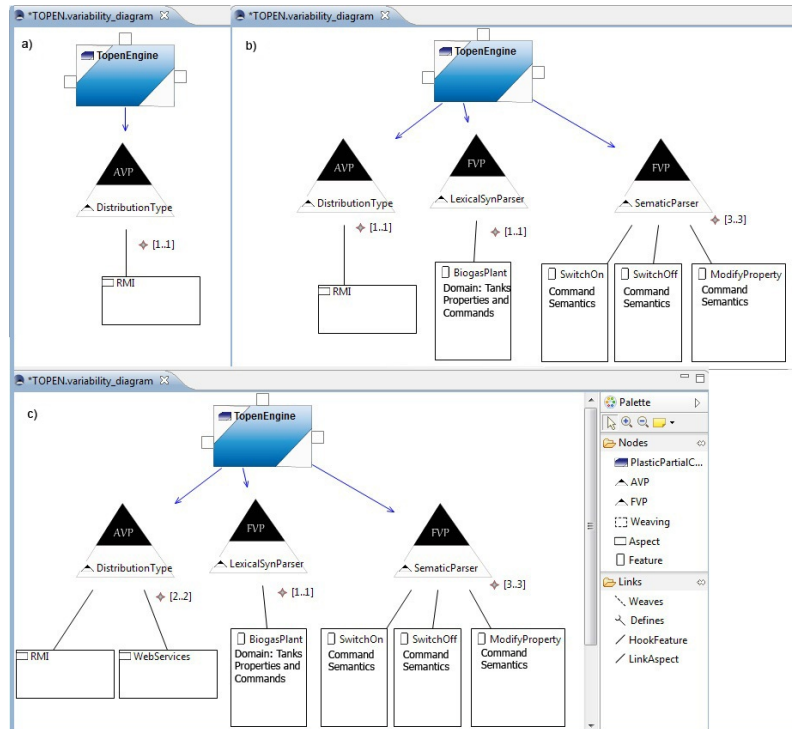 *TOPEN.variability_diagram
a)
TopenEngine
AVP
DistributionType
[1..1]
RMI
*TOPEN.variability_diagram
b)
TopenEngine
AVP
DistributionType
[1..1]
RMI
FVP
LexicalSynParser
[1..1]
BiogasPlant
Domain: Tanks
Properties and
Commands
FVP
SematicParser
[3..3]
SwitchOn
Command
Semantics
SwitchOff
Command
Semantics
ModifyProperty
Command
Semantics
*TOPEN.variability_diagram
c)
TopenEngine
AVP
DistributionType
[2..2]
RMI
WebServices
FVP
LexicalSynParser
[1..1]
BiogasPlant
Domain: Tanks
Properties and
Commands
FVP
SematicParser
[3..3]
SwitchOn
Command
Semantics
SwitchOff
Command
Semantics
ModifyProperty
Command
Semantics
Palette
Nodes
PlasticPartialC...
AVP
FVP
Weaving
Aspect
Feature
Links
Weaves
Defines
HookFeature
LinkAspect